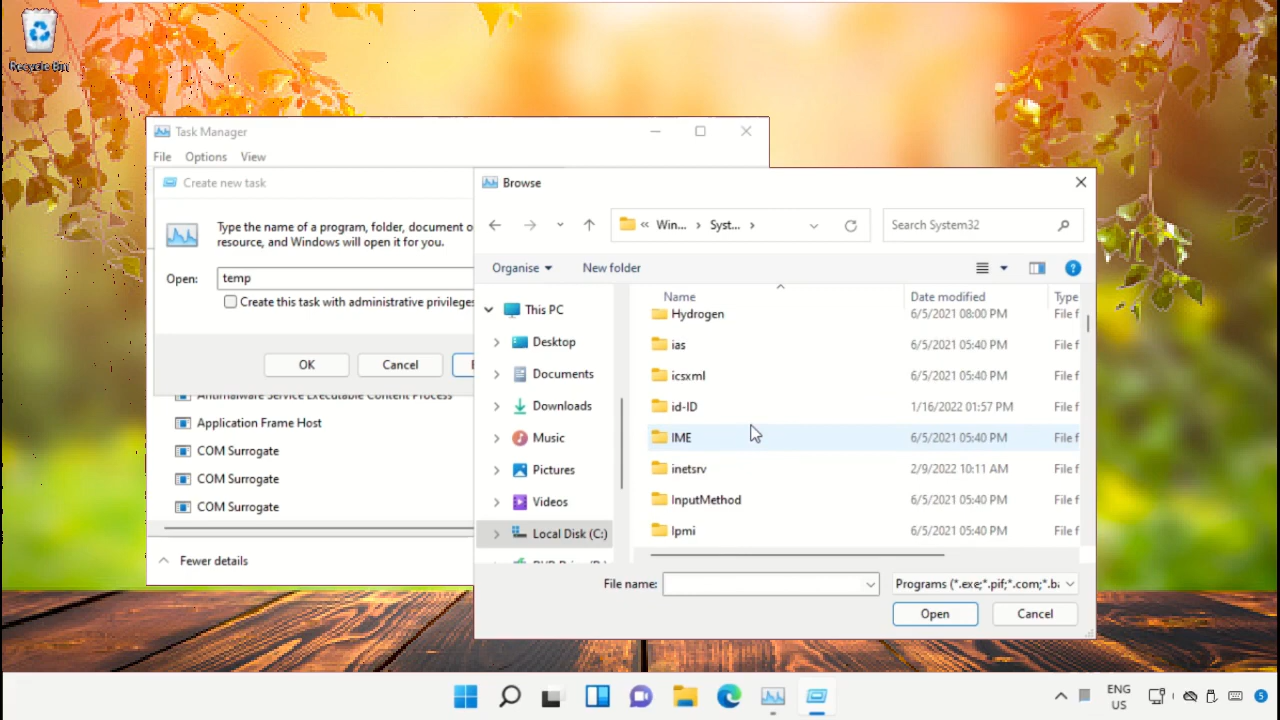 Recycle Bin
Task Manager
File Options View
Create new task
Type the name of a program, folder, document o
resource, and Windows will open it for you.
Open: temp
Create this task with administrative privileges
OK Cancel
Antimalware Service Executable Content Process
Application Frame Host
COM Surrogate
COM Surrogate
COM Surrogate
Fewer details
Browse
« Win... › Syst... ›
Search System32
Organise New folder
This PC
Desktop
Documents
Downloads
Music
Pictures
Videos
Local Disk (C:)
Name Date modified Type
Hydrogen 6/5/2021 08:00 PM File f
ias 6/5/2021 05:40 PM File f
icsxml 6/5/2021 05:40 PM File f
id-ID 1/16/2022 01:57 PM File f
IME 6/5/2021 05:40 PM File f
inetsrv 2/9/2022 10:11 AM File f
InputMethod 6/5/2021 05:40 PM File f
Ipmi 6/5/2021 05:40 PM File f
File name:
Programs (*.exe;*.pif;*.com;*.ba
Open Cancel
ENG
US
5